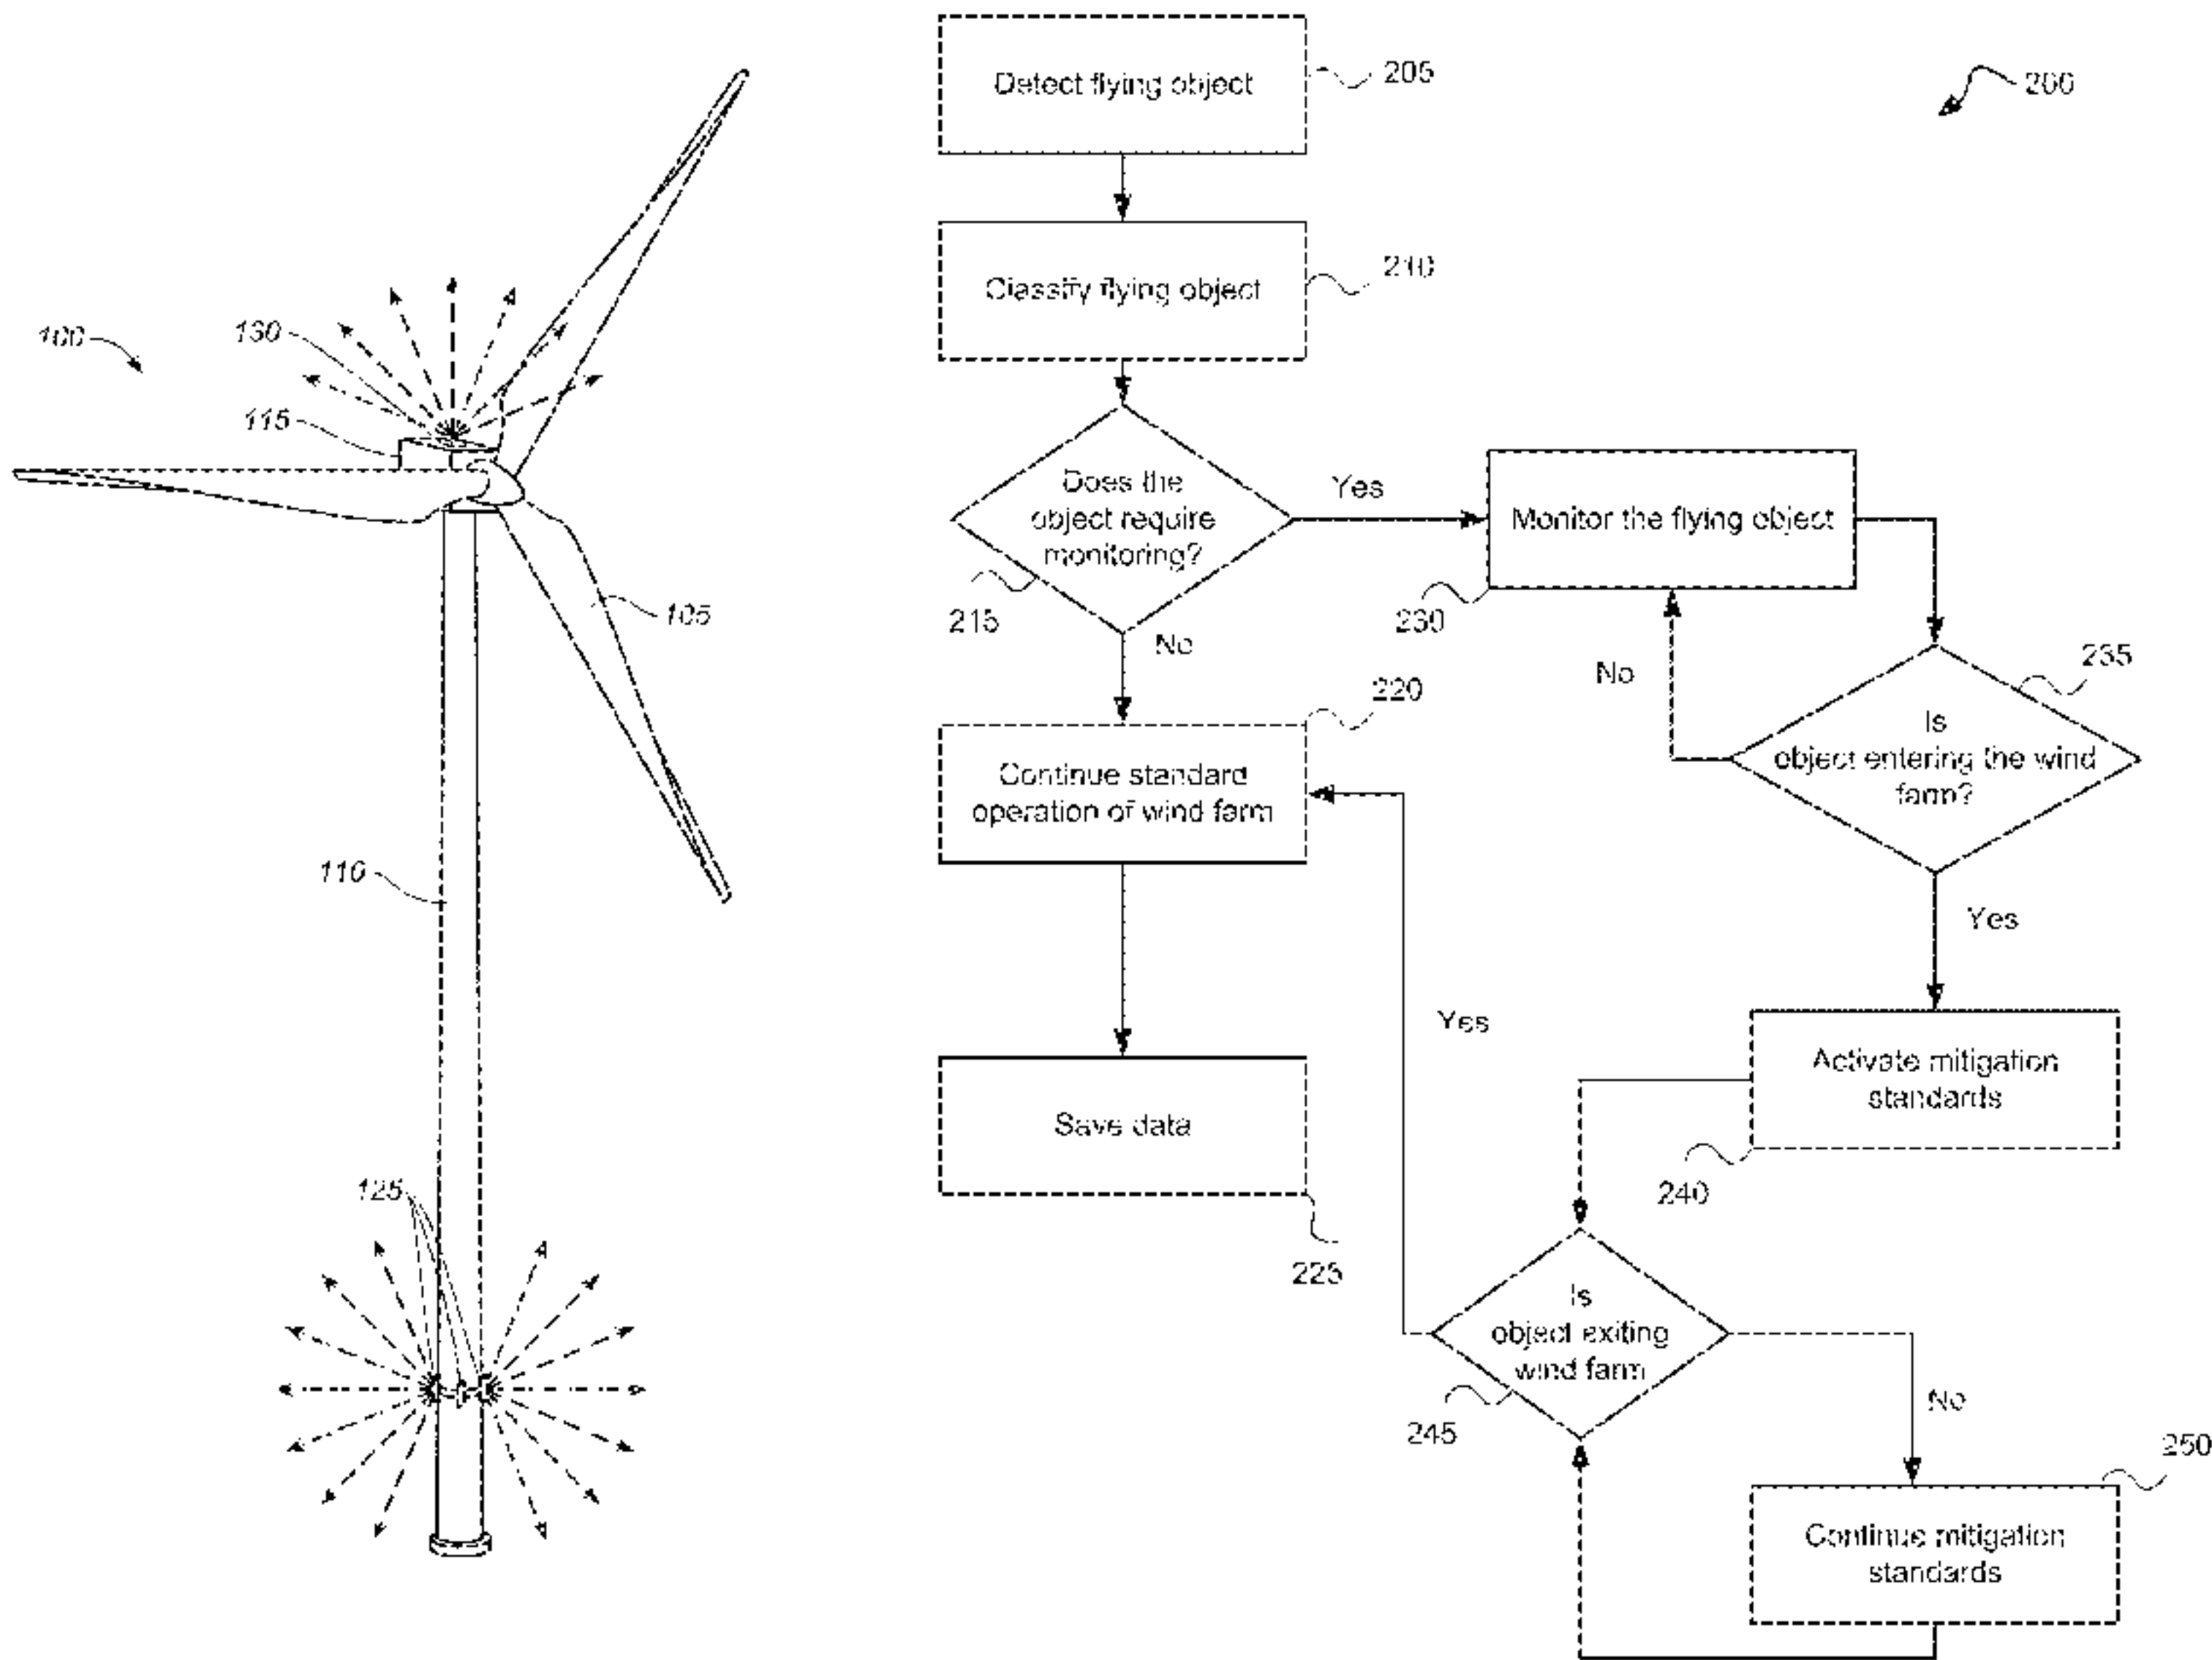 100
130
115
105
110
125
200
Detect flying object
205
Classify flying object
210
Does the
object require
monitoring?
215
Yes
No
Monitor the flying object
230
Is
object entering the wind
farm?
235
No
Yes
Continue standard
operation of wind farm
220
Save data
225
Activate mitigation
standards
240
Is
object exiting
wind farm
245
Yes
No
Continue mitigation
standards
250